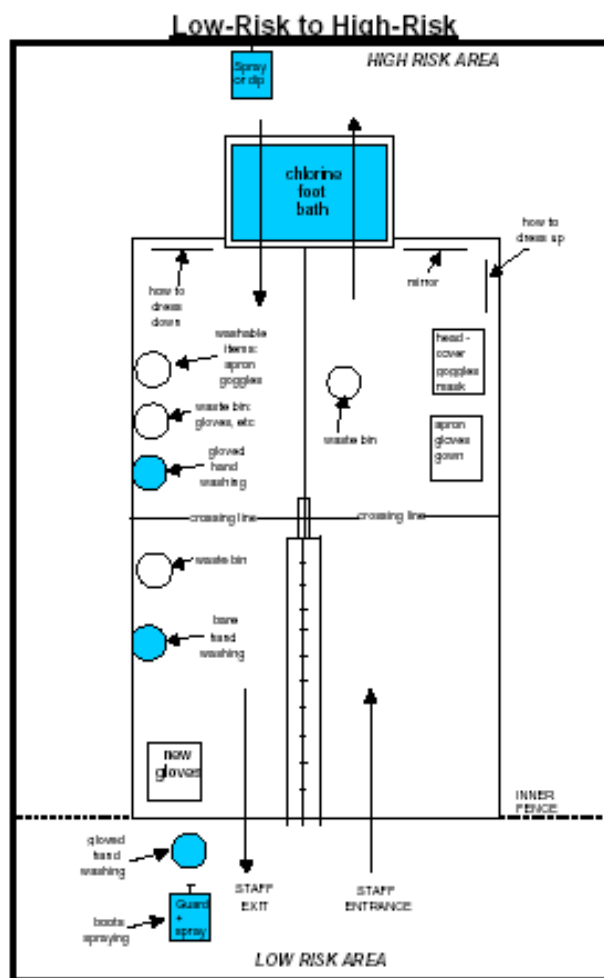 Low-Risk to High-Risk
HIGH RISK AREA
Spray
or dip
chlorine
foot
bath
how to
dress up
how to
dress
down
mirror
washable
items:
apron
goggles
head -
cover
goggles
mask
waste bin:
gloves, etc
waste bin
apron
gloves
gown
gloved
hand
washing
crossing line
crossing line
waste bin
bare
hand
washing
new
gloves
INNER
FENCE
gloved
hand
washing
STAFF
EXIT
STAFF
ENTRANCE
boots
spraying
Guard
+
spray
LOW RISK AREA